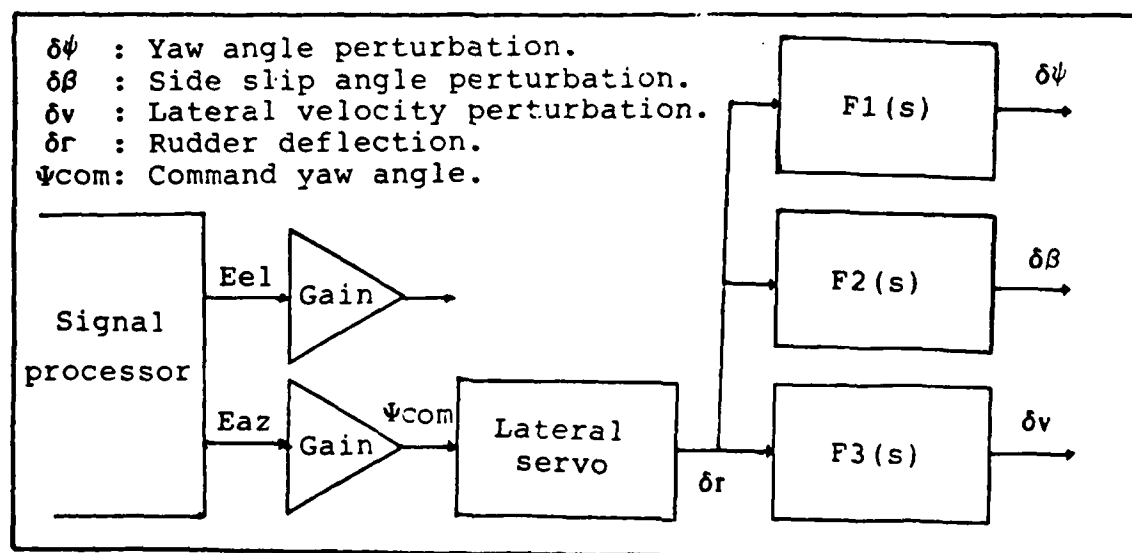 δψ : Yaw angle perturbation.
δβ : Side slip angle perturbation.
δv : Lateral velocity perturbation.
δr : Rudder deflection.
Ψcom: Command yaw angle.
F1(s)
δψ
F2(s)
δβ
Signal
processor
Eel
Gain
Eaz
Gain
Ψcom
Lateral
servo
δr
F3(s)
δv